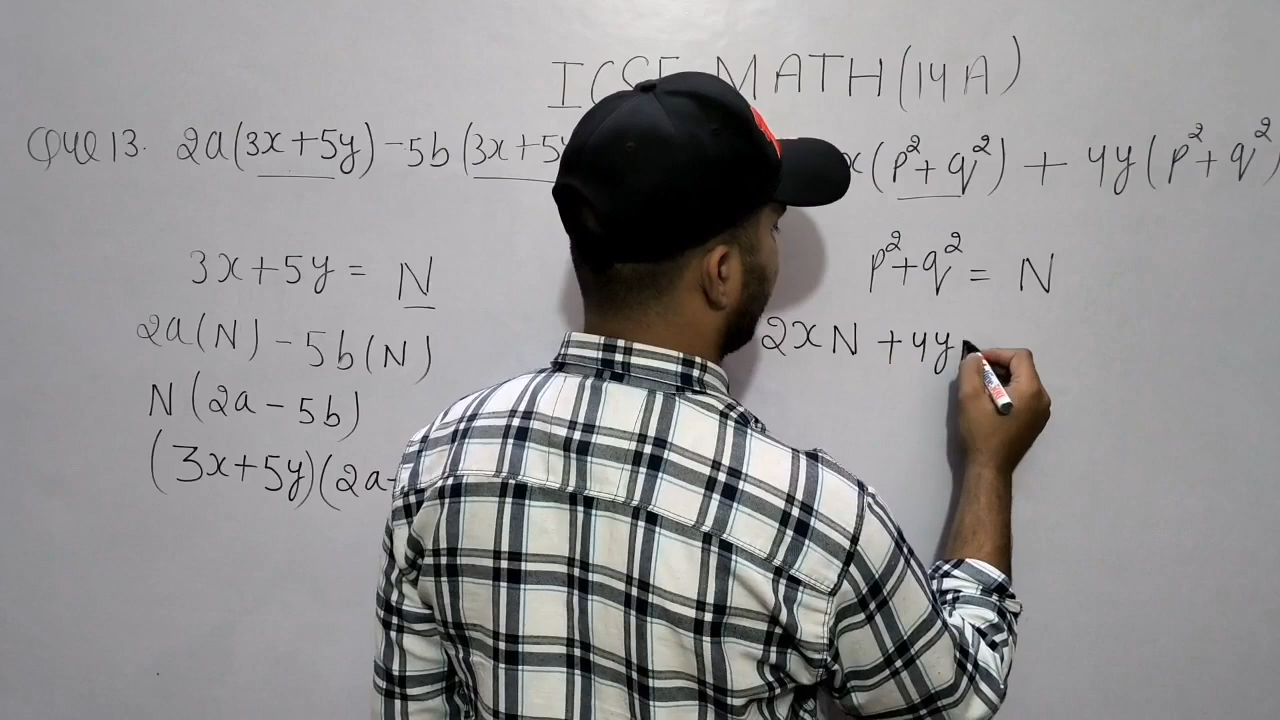 ICSE MATH (14 A)
Que 13. 2a(3x+5y) - 5b(3x+5y
x(p²+q²) + 4y(p²+q²)
3x+5y = N
2a(N) - 5b(N)
N(2a - 5b)
(3x+5y)(2a-
p²+q² = N
2xN + 4y